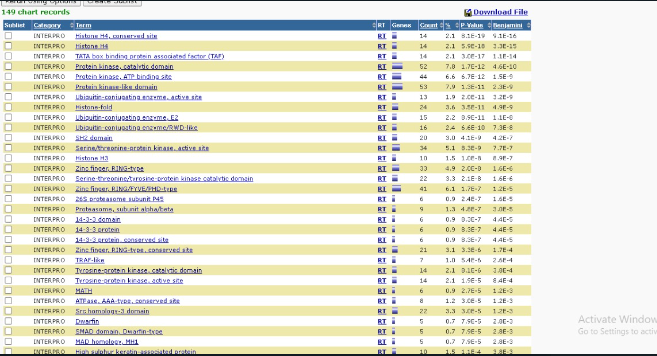 Rerun Using Options Create Sublist
149 chart records Download File
Sublist Category Term RT Genes Count % P-Value Benjamini
INTERPRO Histone H4, conserved site RT 14 2.1 8.1E-19 9.1E-16
INTERPRO Histone H4 RT 14 2.1 5.9E-18 3.3E-15
INTERPRO TATA box binding protein associated factor (TAF) RT 14 2.1 3.0E-17 1.1E-14
INTERPRO Protein kinase, catalytic domain RT 52 7.8 1.7E-12 4.6E-10
INTERPRO Protein kinase, ATP binding site RT 44 6.6 6.7E-12 1.5E-9
INTERPRO Protein kinase-like domain RT 53 7.9 1.3E-11 2.3E-9
INTERPRO Ubiquitin-conjugating enzyme, active site RT 13 1.9 2.0E-11 3.2E-9
INTERPRO Histone-fold RT 24 3.6 3.5E-11 4.9E-9
INTERPRO Ubiquitin-conjugating enzyme, E2 RT 15 2.2 8.9E-11 1.1E-8
INTERPRO Ubiquitin-conjugating enzyme/RWD-like RT 16 2.4 6.6E-10 7.3E-8
INTERPRO SH2 domain RT 20 3.0 4.1E-9 4.2E-7
INTERPRO Serine/threonine-protein kinase, active site RT 34 5.1 8.3E-9 7.7E-7
INTERPRO Histone H3 RT 10 1.5 1.0E-8 8.9E-7
INTERPRO Zinc finger, RING-type RT 33 4.9 2.0E-8 1.6E-6
INTERPRO Serine-threonine/tyrosine-protein kinase catalytic domain RT 22 3.3 2.1E-8 1.6E-6
INTERPRO Zinc finger, RING/FYVE/PHD-type RT 41 6.1 1.7E-7 1.2E-5
INTERPRO 26S proteasome subunit P45 RT 6 0.9 2.4E-7 1.6E-5
INTERPRO Proteasome, subunit alpha/beta RT 9 1.3 4.8E-7 3.0E-5
INTERPRO 14-3-3 domain RT 6 0.9 8.3E-7 4.4E-5
INTERPRO 14-3-3 protein RT 6 0.9 8.3E-7 4.4E-5
INTERPRO 14-3-3 protein, conserved site RT 6 0.9 8.3E-7 4.4E-5
INTERPRO Zinc finger, RING-type, conserved site RT 21 3.1 3.3E-6 1.7E-4
INTERPRO TRAF-like RT 7 1.0 5.4E-6 2.6E-4
INTERPRO Tyrosine-protein kinase, catalytic domain RT 14 2.1 8.1E-6 3.8E-4
INTERPRO Tyrosine-protein kinase, active site RT 14 2.1 1.9E-5 8.4E-4
INTERPRO MATH RT 6 0.9 2.7E-5 1.2E-3
INTERPRO ATPase, AAA-type, conserved site RT 8 1.2 3.0E-5 1.2E-3
INTERPRO Src homology-3 domain RT 22 3.3 3.0E-5 1.2E-3
INTERPRO Dwarfin RT 5 0.7 7.9E-5 2.8E-3
INTERPRO SMAD domain, Dwarfin-type RT 5 0.7 7.9E-5 2.8E-3
INTERPRO MAD homology, MH1 RT 5 0.7 7.9E-5 2.8E-3
INTERPRO High sulphur keratin-associated protein RT 10 1.5 1.1E-4 3.8E-3
Activate Window
Go to Settings to activ